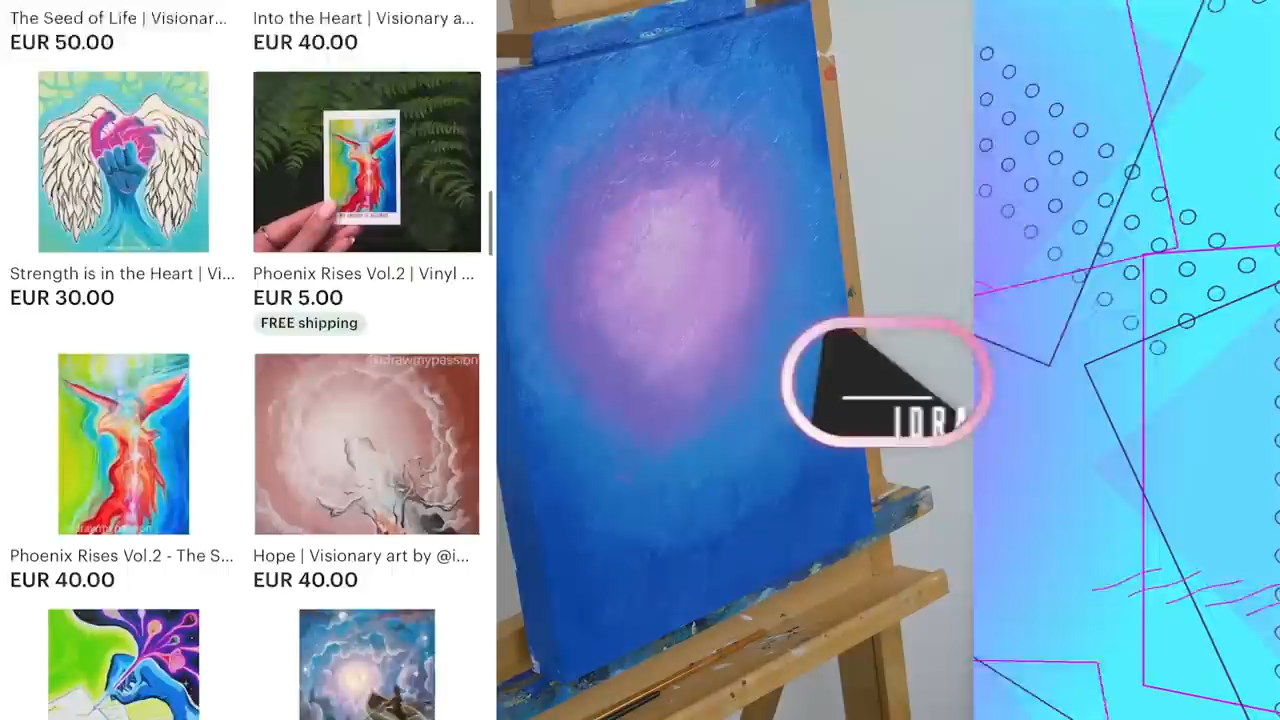 The Seed of Life | Visionar...
EUR 50.00
Into the Heart | Visionary a...
EUR 40.00
Strength is in the Heart | Vi...
EUR 30.00
Phoenix Rises Vol.2 | Vinyl ...
EUR 5.00
FREE shipping
@idrawmypassion
Phoenix Rises Vol.2 - The S...
EUR 40.00
Hope | Visionary art by @i...
EUR 40.00
IDRA